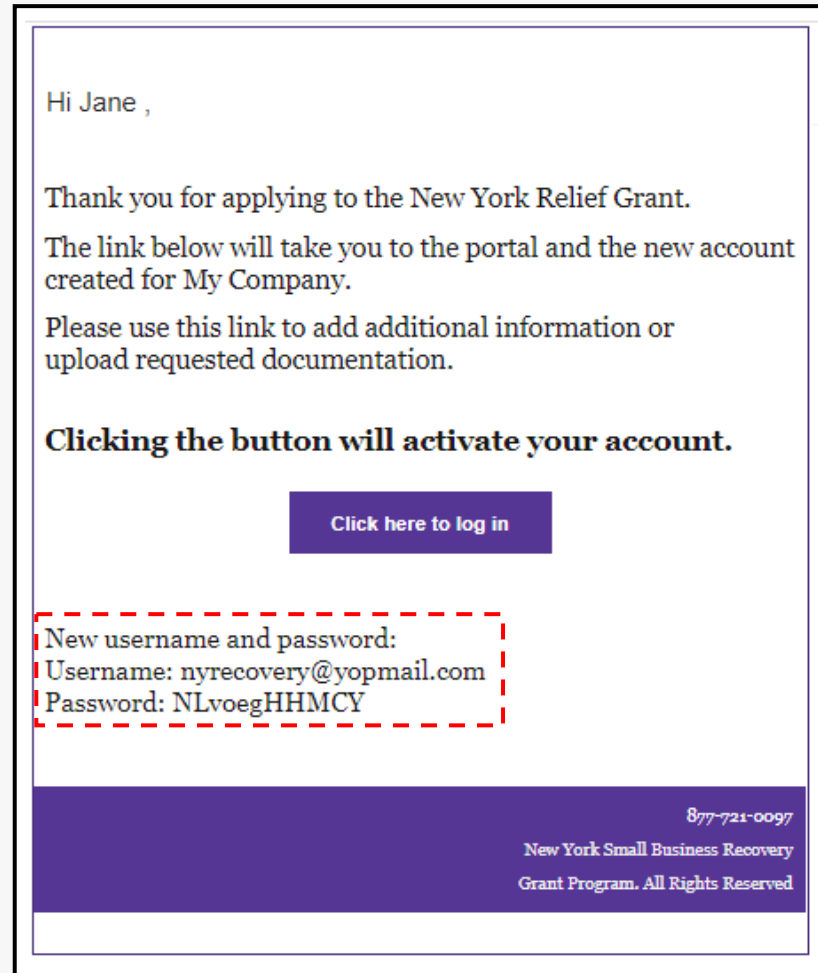 Hi Jane ,
Thank you for applying to the New York Relief Grant.
The link below will take you to the portal and the new account
created for My Company.
Please use this link to add additional information or
upload requested documentation.
Clicking the button will activate your account.
Click here to log in
New username and password:
Username: nyrecovery@yopmail.com
Password: NLvoegHHMCY
877-721-0097
New York Small Business Recovery
Grant Program. All Rights Reserved